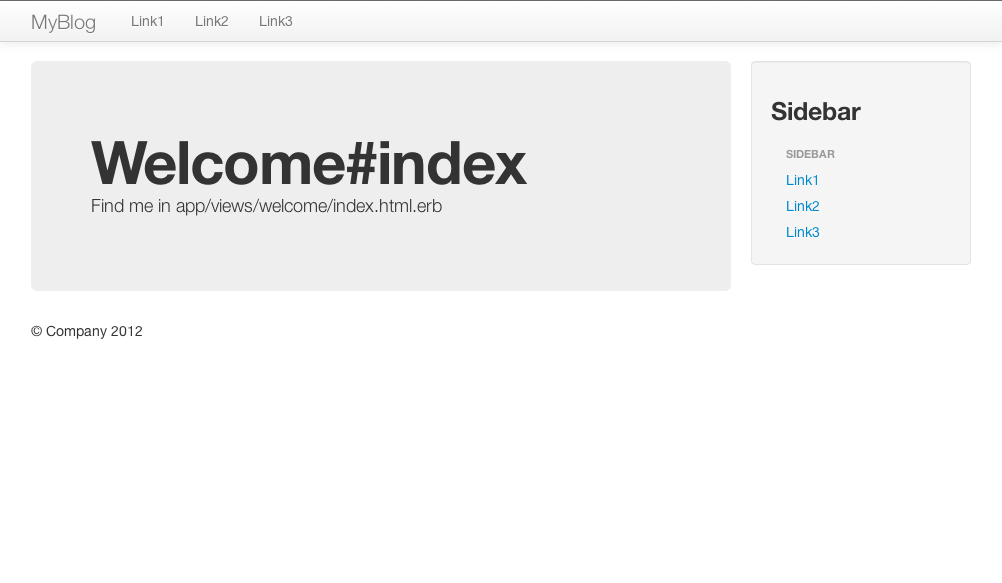 MyBlog Link1 Link2 Link3
Welcome#index
Find me in app/views/welcome/index.html.erb
Sidebar
SIDEBAR
Link1
Link2
Link3
© Company 2012